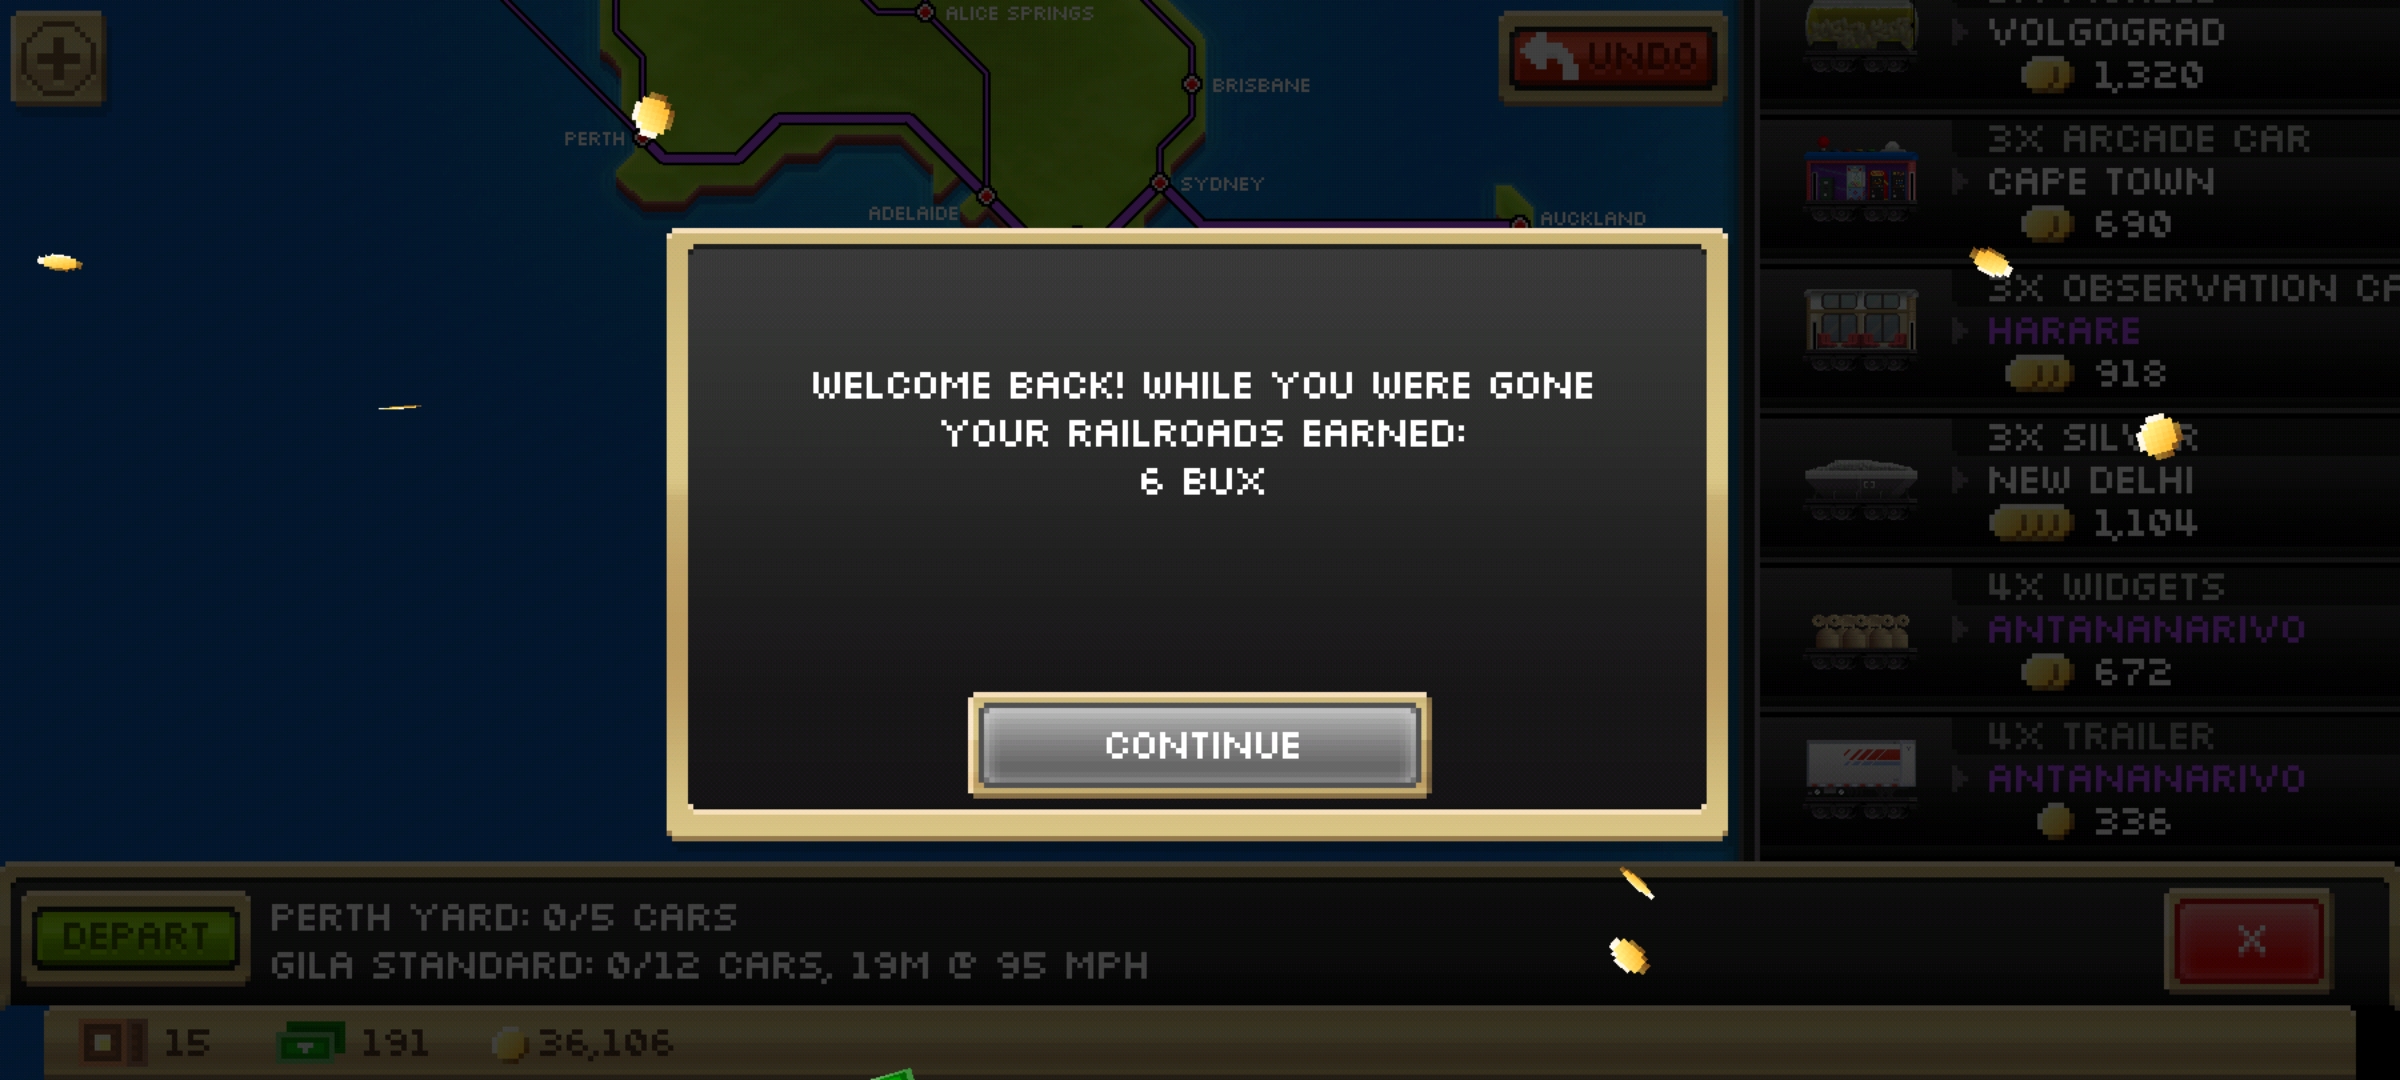 ALICE SPRINGS
BRISBANE
PERTH
SYDNEY
ADELAIDE
AUCKLAND
UNDO
VOLGOGRAD
1,320
3X ARCADE CAR
CAPE TOWN
690
3X OBSERVATION
HARARE
918
3X
NEW DELHI
1,104
4X WIDGETS
ANTANANARIVO
672
4X TRAILER
ANTANANARIVO
336
WELCOME BACK! WHILE YOU WERE GONE
YOUR RAILROADS EARNED:
6 BUX
CONTINUE
DEPART
PERTH YARD: 0/5 CARS
GILA STANDARD: 0/12 CARS, 19M @ 95 MPH
X
15
191
36,106